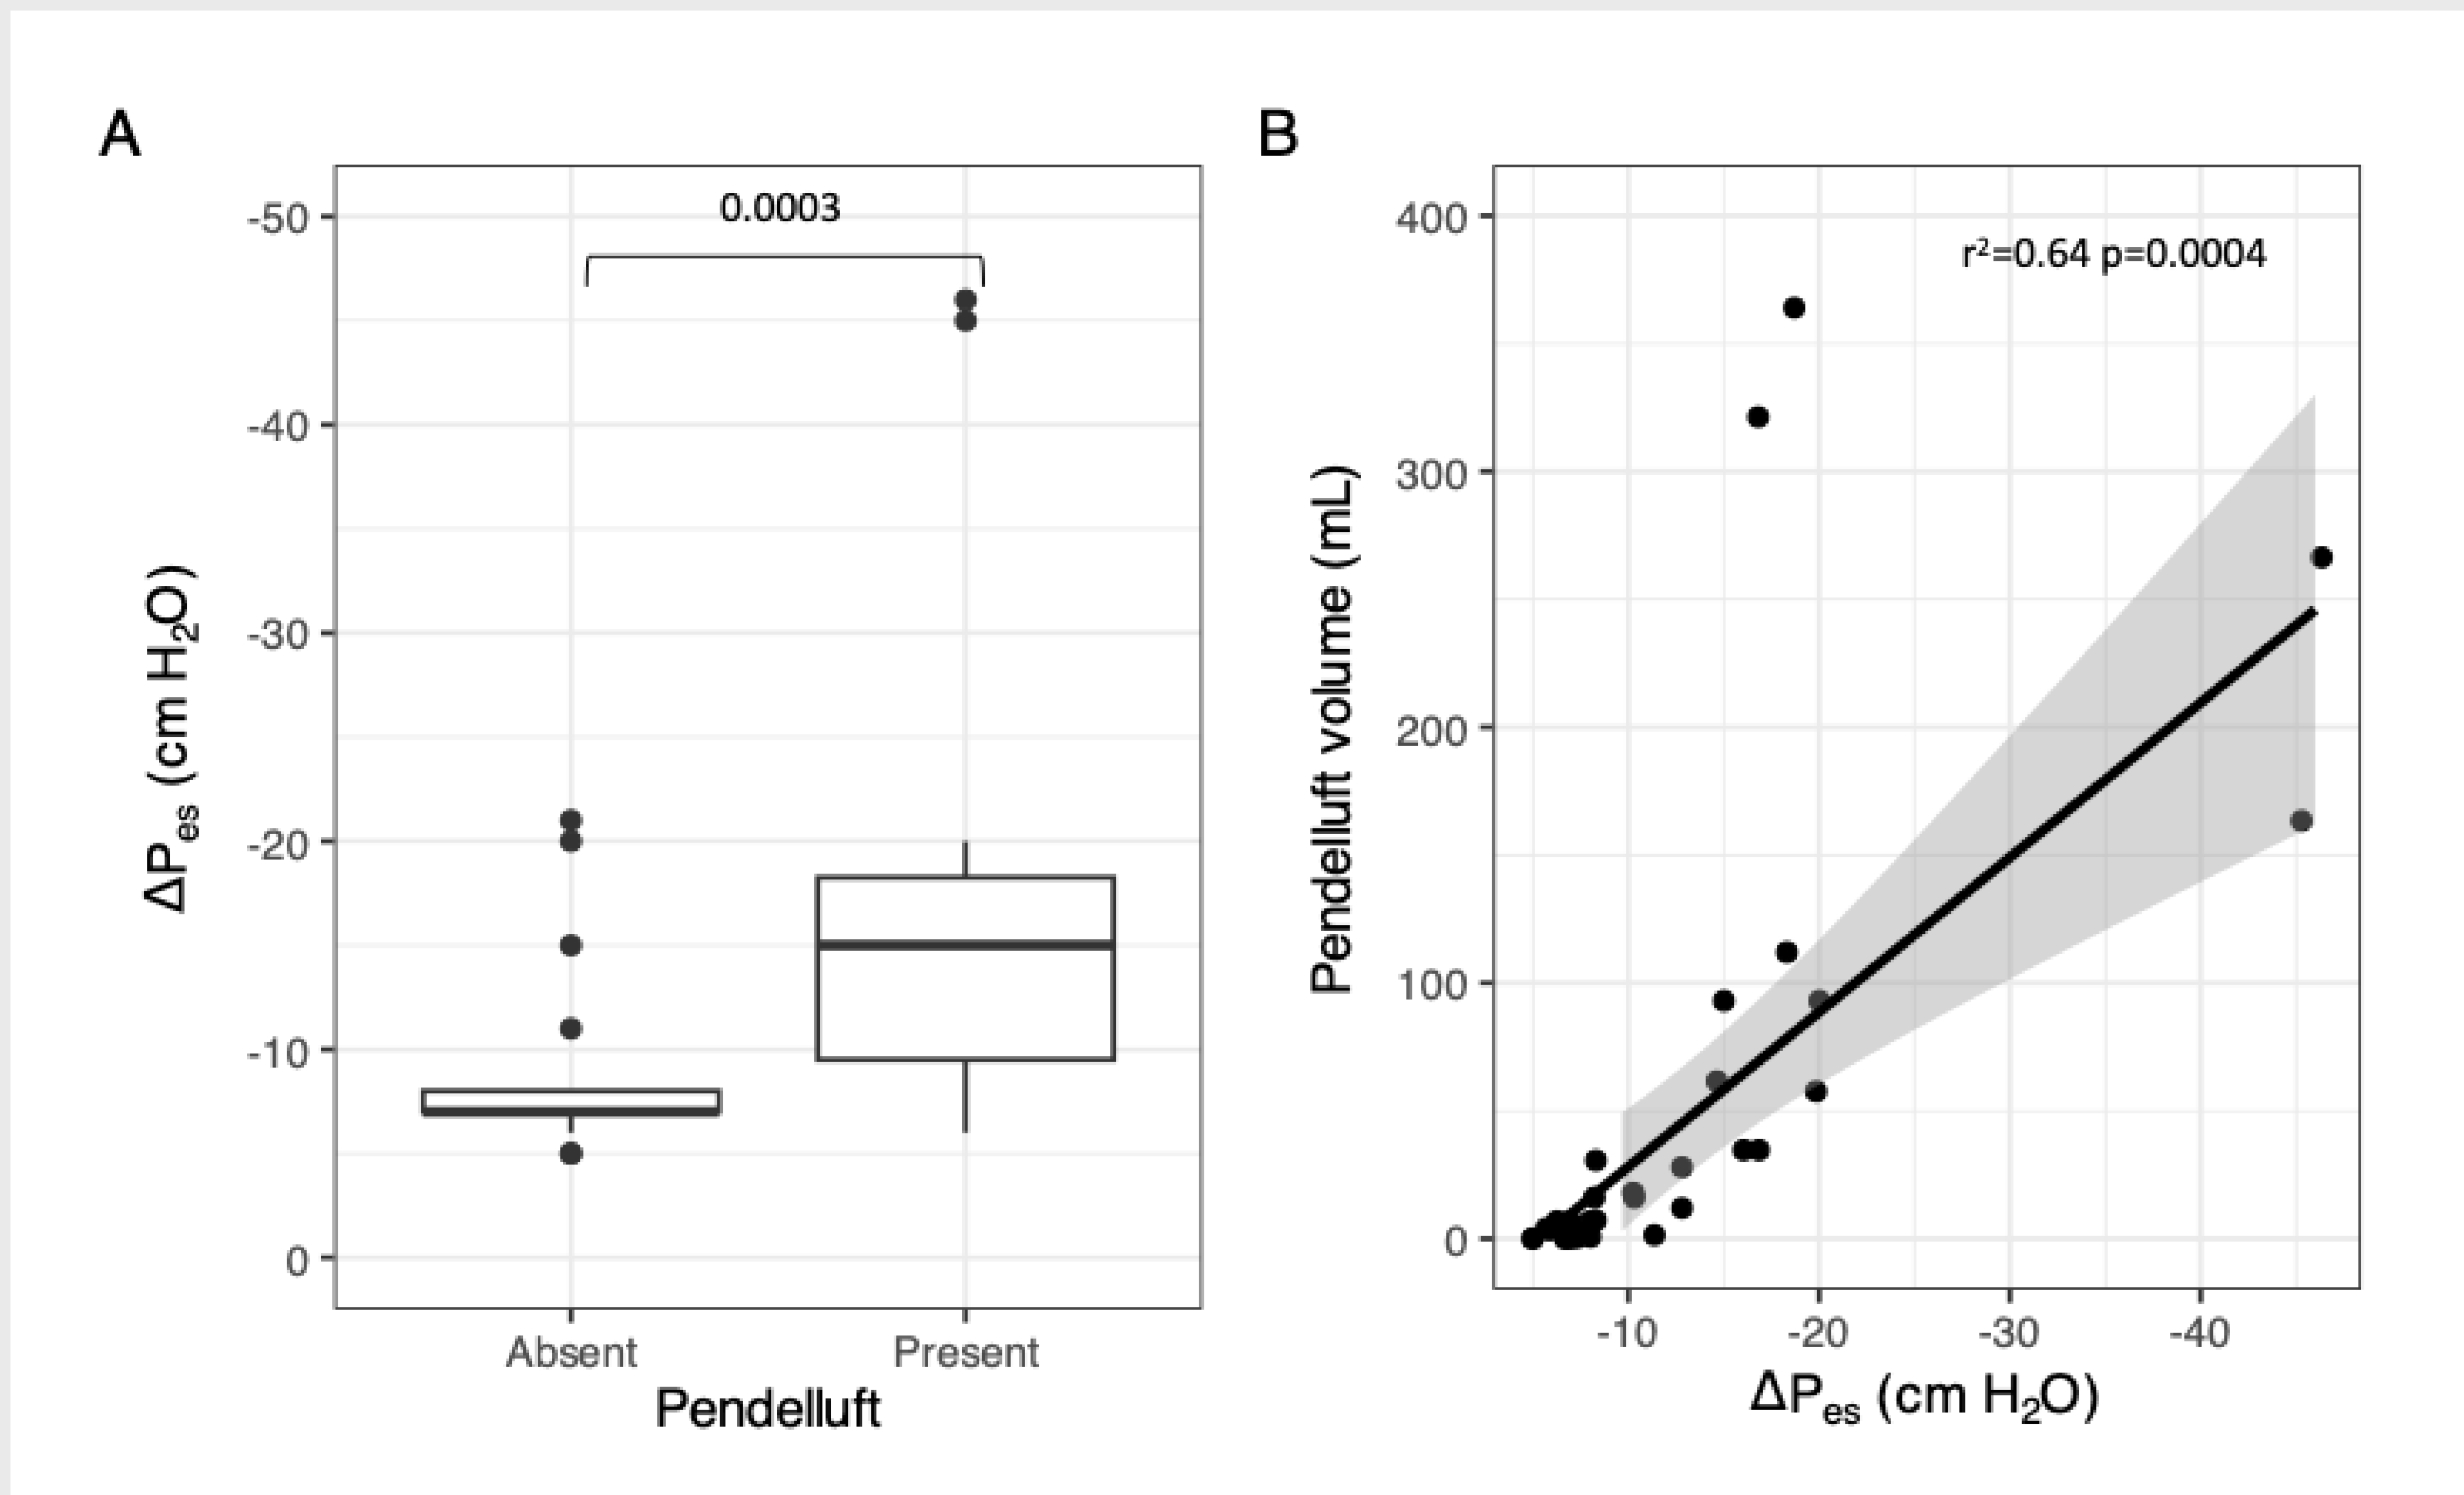 A
0.0003
-50
-40
-30
-20
-10
0
ΔPes (cm H2O)
Absent
Present
Pendelluft
B
r²=0.64 p=0.0004
400
300
200
100
0
Pendelluft volume (mL)
-10
-20
-30
-40
ΔPes (cm H2O)